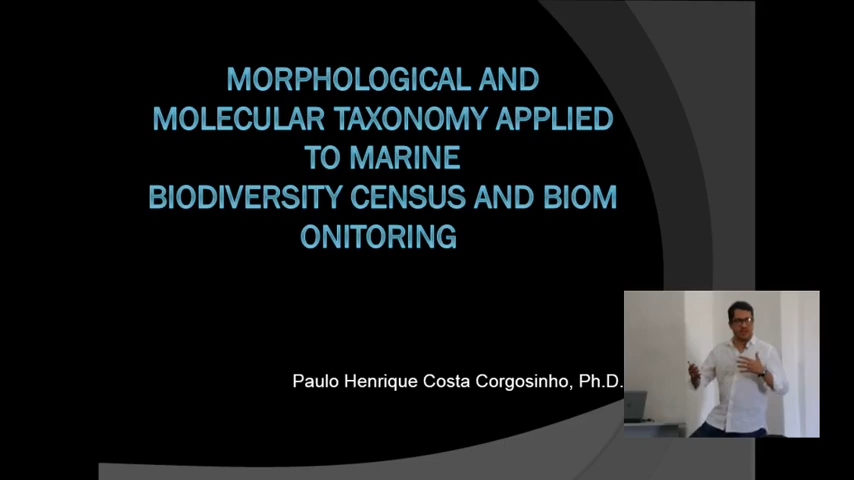 MORPHOLOGICAL AND
MOLECULAR TAXONOMY APPLIED
TO MARINE
BIODIVERSITY CENSUS AND BIOM
ONITORING
Paulo Henrique Costa Corgosinho, Ph.D.